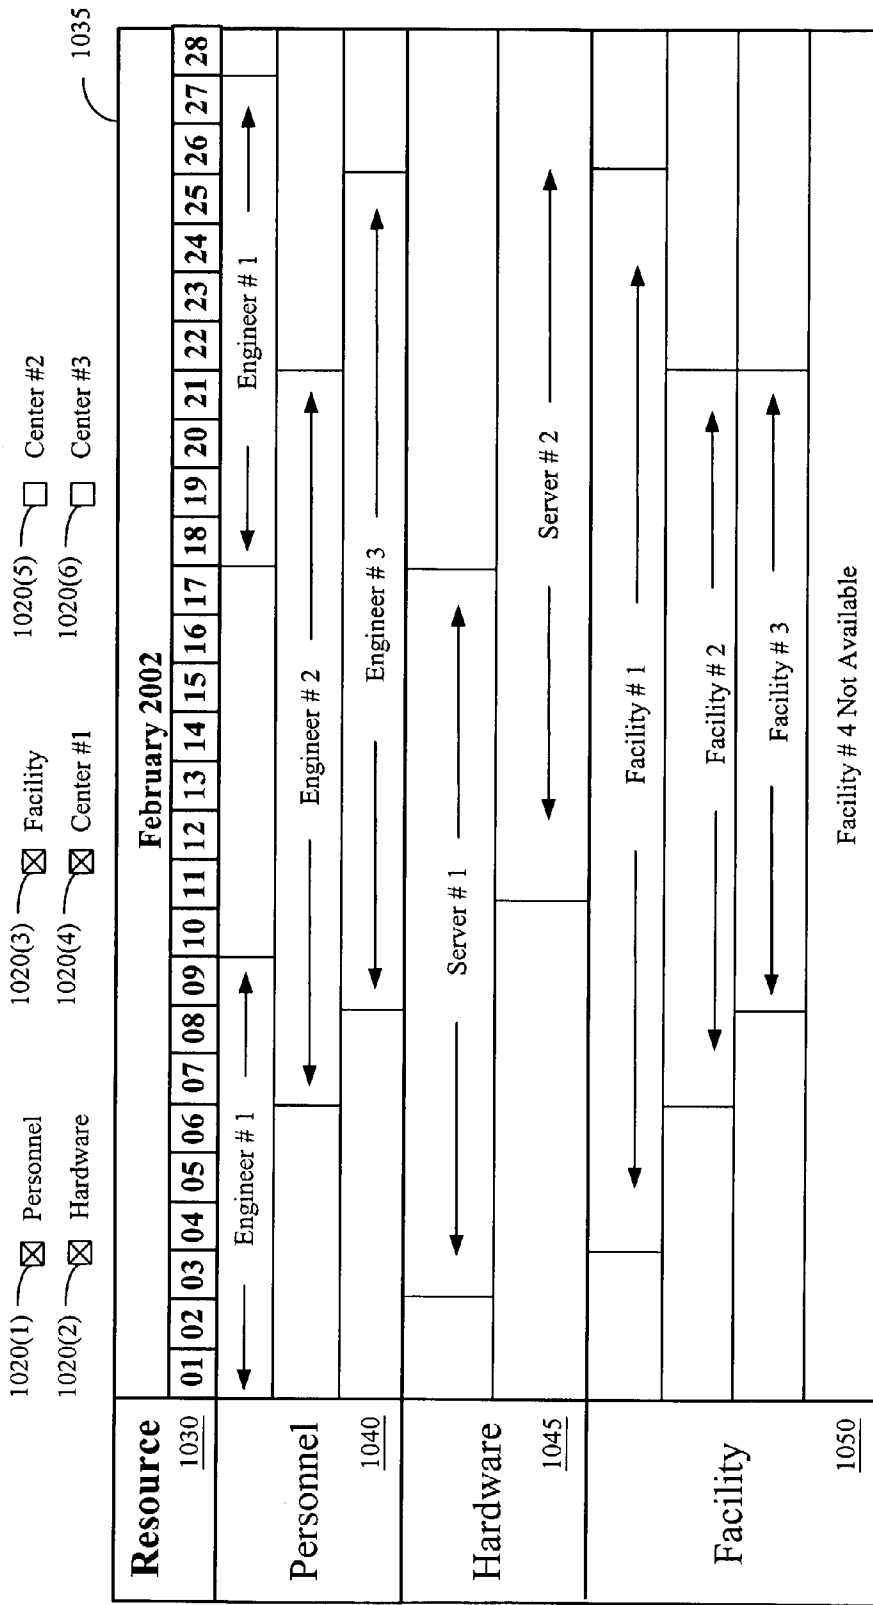 1020(1) Personnel 1020(3) Facility 1020(5) Center #2
1020(2) Hardware 1020(4) Center #1 1020(6) Center #3
1035
Resource February 2002
1030 01 02 03 04 05 06 07 08 09 10 11 12 13 14 15 16 17 18 19 20 21 22 23 24 25 26 27 28
Personnel
1040
Engineer # 1 Engineer # 1
Engineer # 2
Engineer # 3
Hardware
1045
Server # 1
Server # 2
Facility
1050
Facility # 1
Facility # 2
Facility # 3
Facility # 4 Not Available